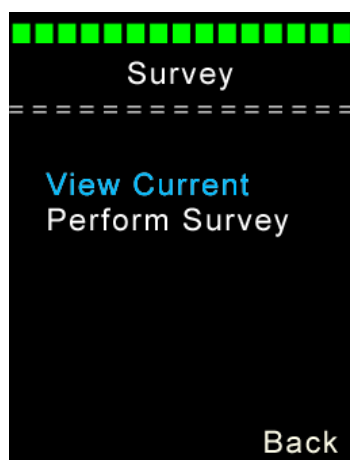 Survey
================
View Current
Perform Survey
Back